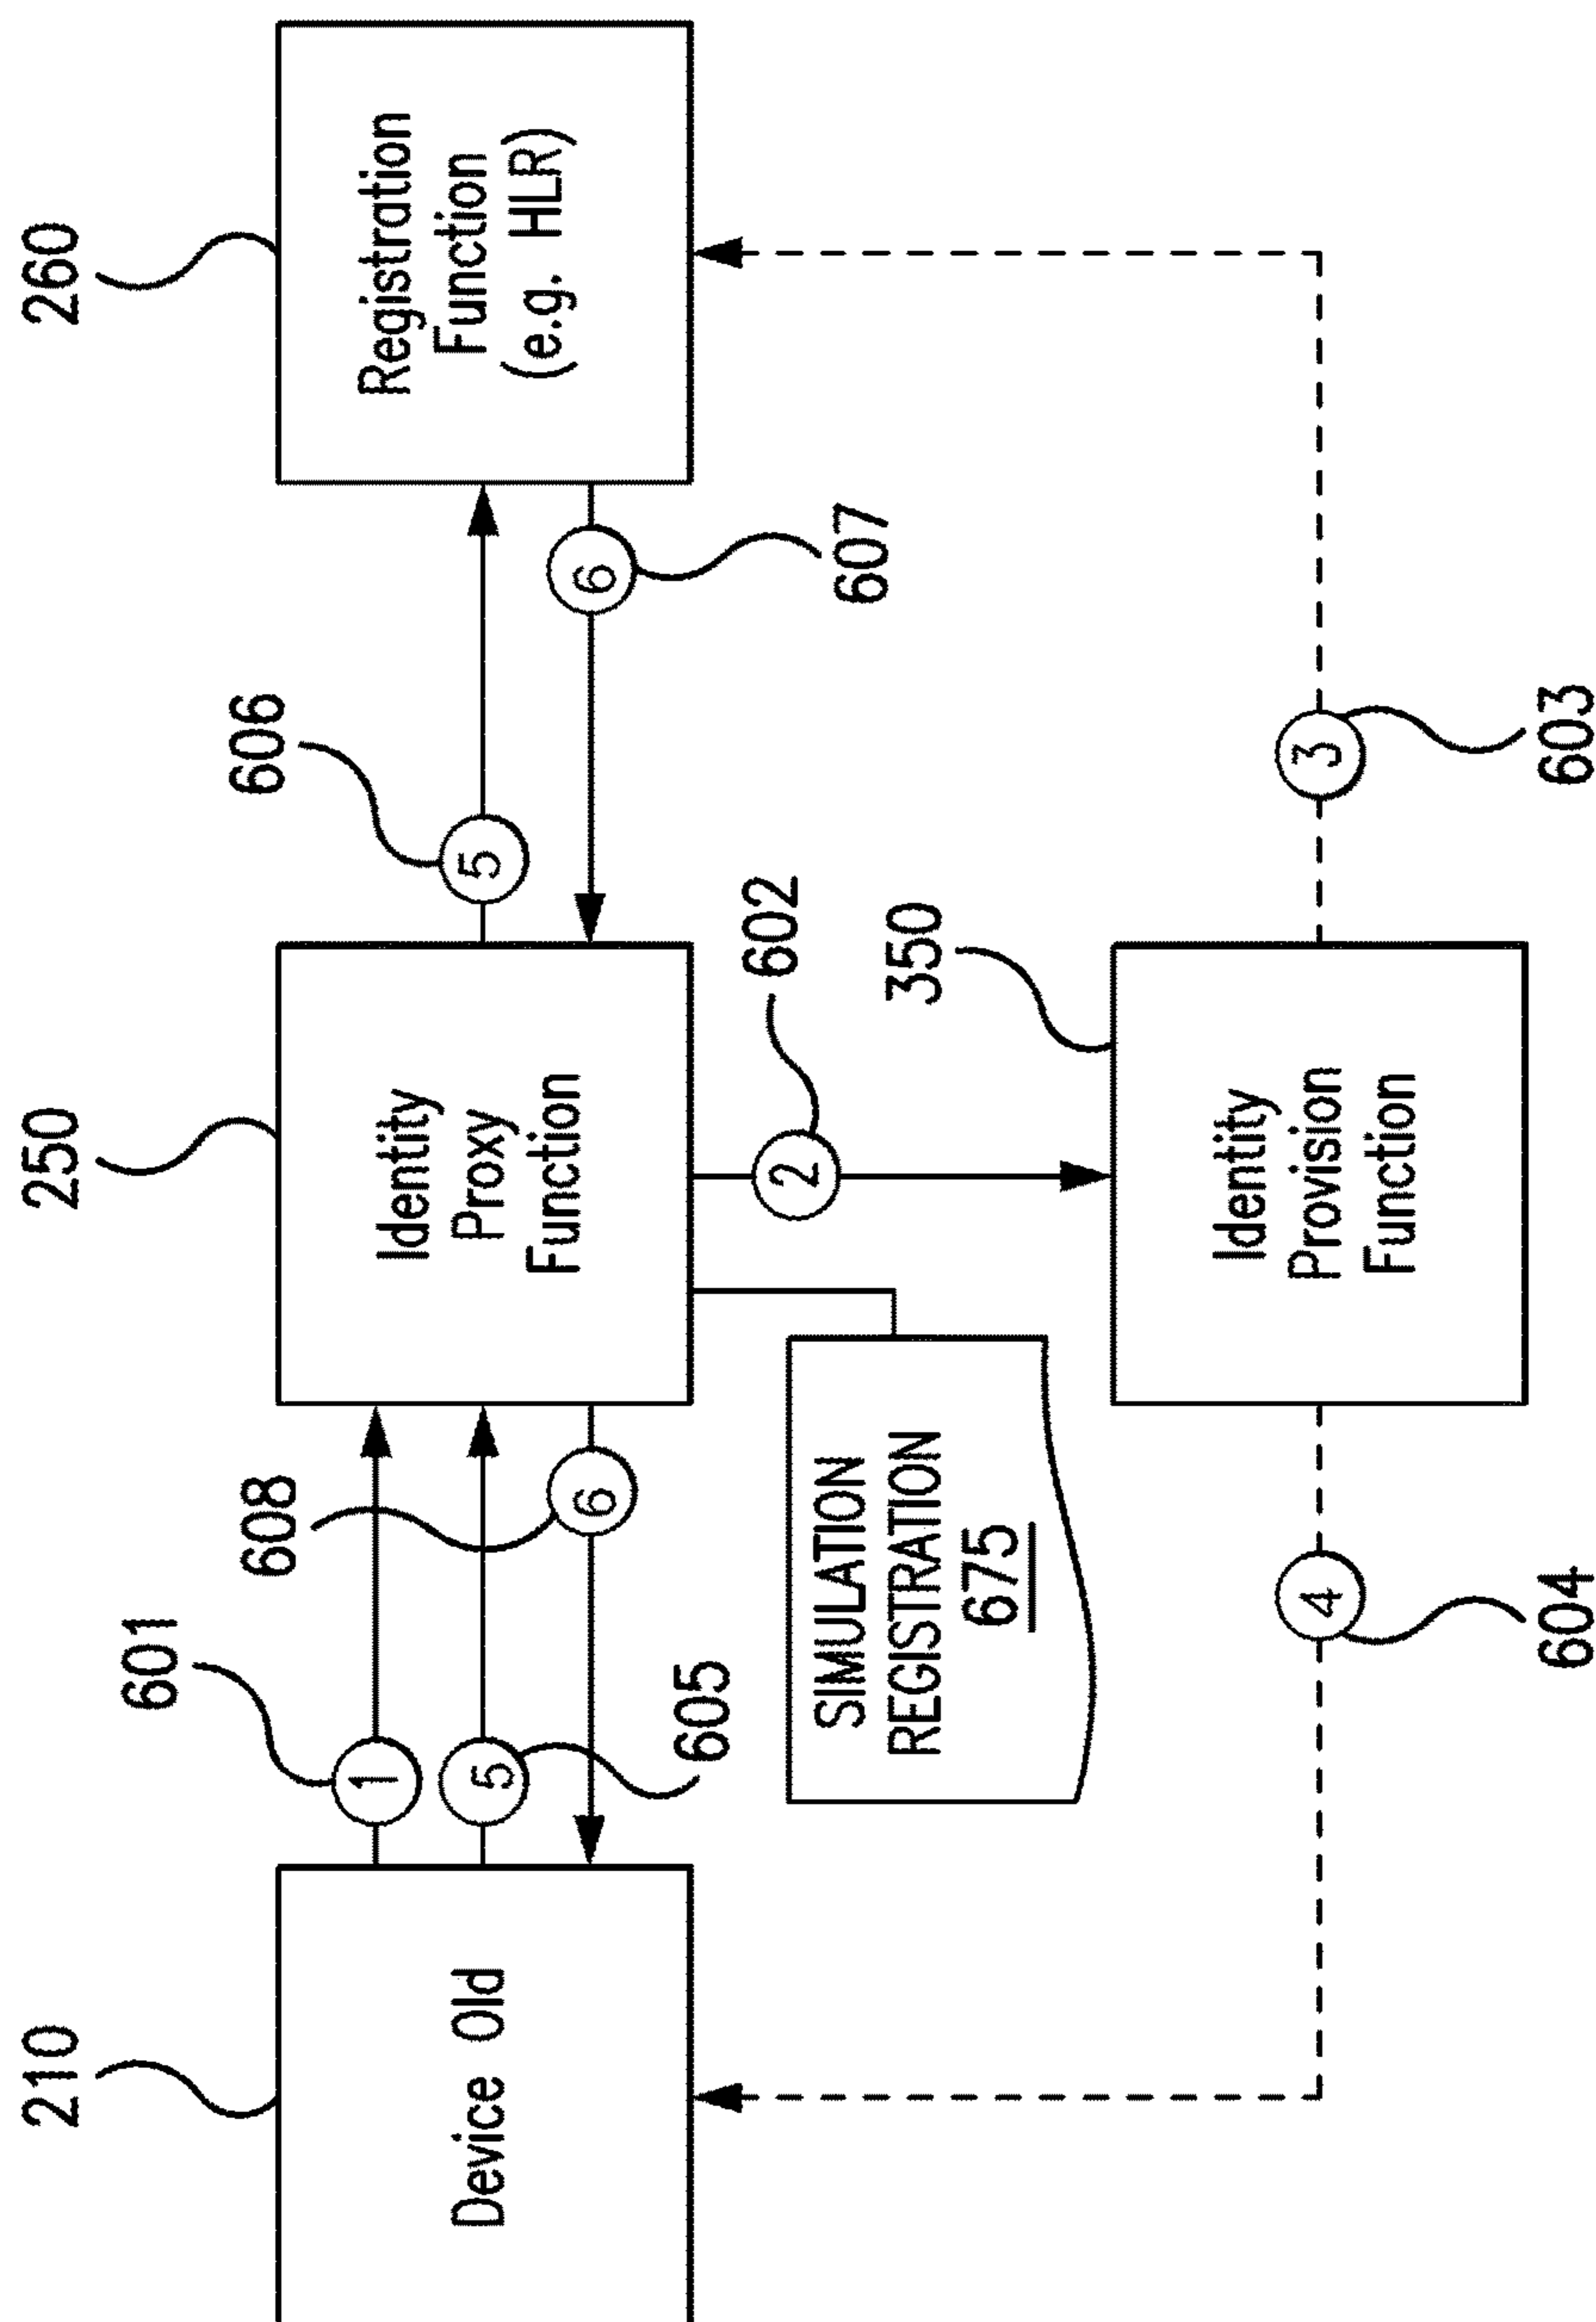 210
250
260
Device Old
Identity
Proxy
Function
Registration
Function
(e.g. HLR)
601
608
606
1
5
6
5
6
605
607
602
2
SIMULATION
REGISTRATION
675
350
Identity
Provision
Function
4
3
604
603